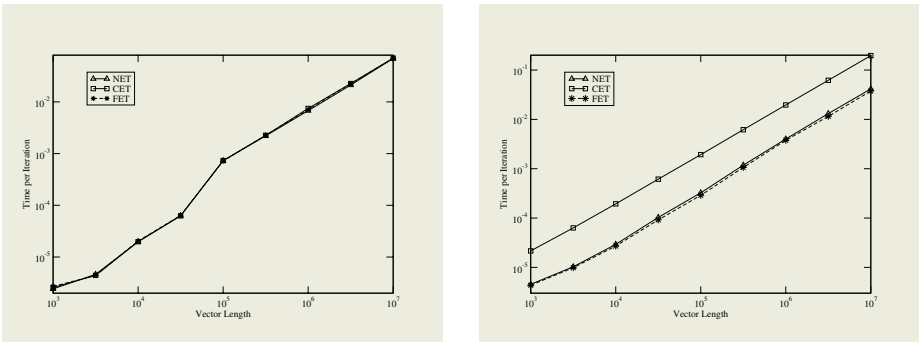 NET
CET
FET
10^-2
10^-3
10^-4
10^-5
Time per Iteration
10^3 10^4 10^5 10^6 10^7
Vector Length
NET
CET
FET
10^-1
10^-2
10^-3
10^-4
10^-5
Time per Iteration
10^3 10^4 10^5 10^6 10^7
Vector Length